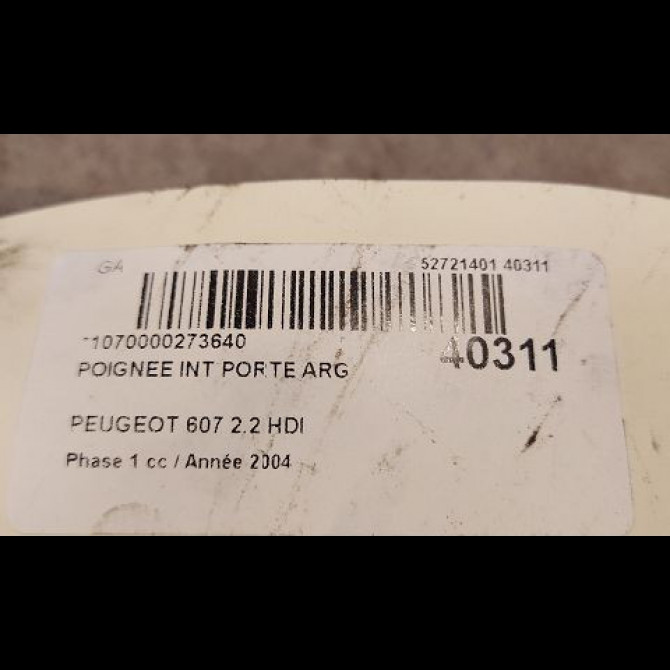 GA 52721401 40311
1070000273640
40311
POIGNEE INT PORTE ARG
PEUGEOT 607 2.2 HDI
Phase 1 cc / Année 2004